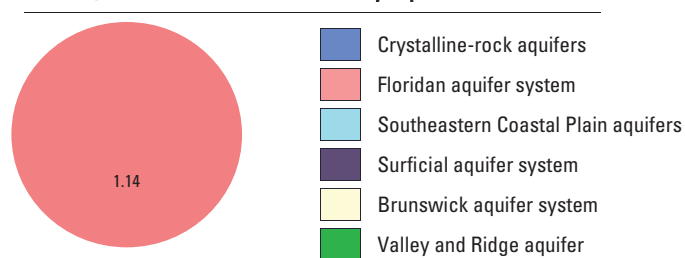 Crystalline-rock aquifers
Floridan aquifer system
Southeastern Coastal Plain aquifers
Surficial aquifer system
1.14
Brunswick aquifer system
Valley and Ridge aquifer